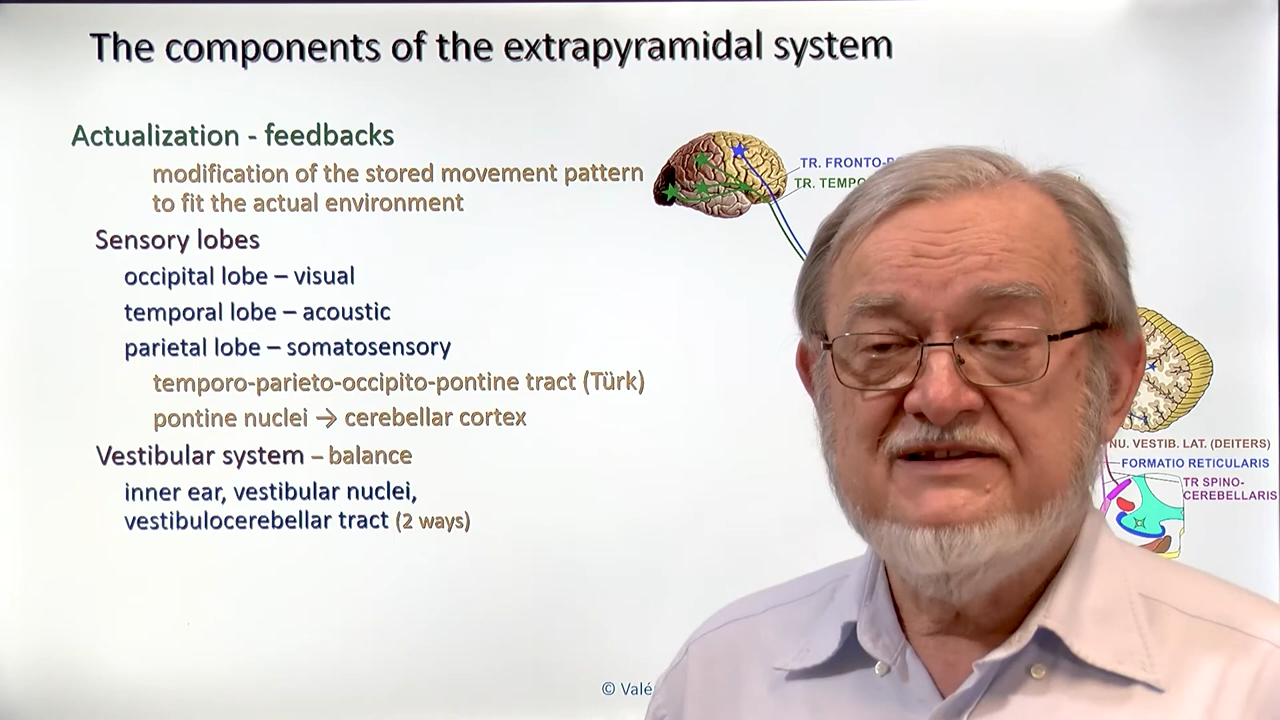 The components of the extrapyramidal system
Actualization - feedbacks
modification of the stored movement pattern
to fit the actual environment
Sensory lobes
occipital lobe – visual
temporal lobe – acoustic
parietal lobe – somatosensory
temporo-parieto-occipito-pontine tract (Türk)
pontine nuclei → cerebellar cortex
Vestibular system – balance
inner ear, vestibular nuclei,
vestibulocerebellar tract (2 ways)
TR. FRONTO-
TR. TEMPO
NU. VESTIB. LAT. (DEITERS)
FORMATIO RETICULARIS
TR SPINO-
CEREBELLARIS
© Valé